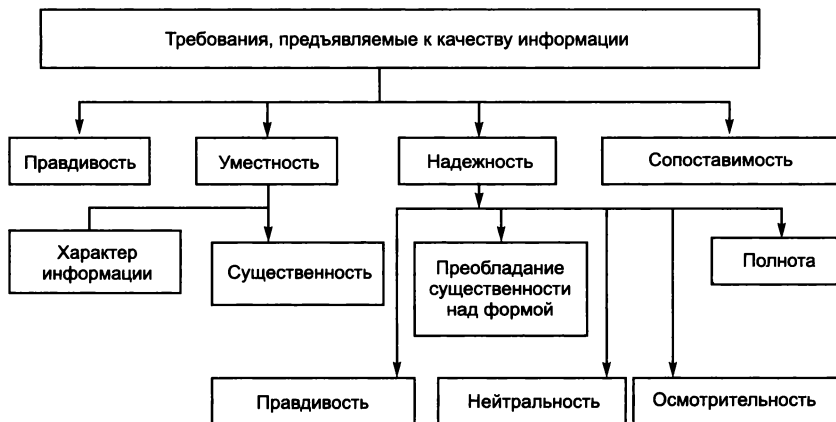 Требования, предъявляемые к качеству информации
Правдивость
Уместность
Надежность
Сопоставимость
Характер
информации
Существенность
Преобладание
существенности
над формой
Полнота
Правдивость
Нейтральность
Осмотрительность